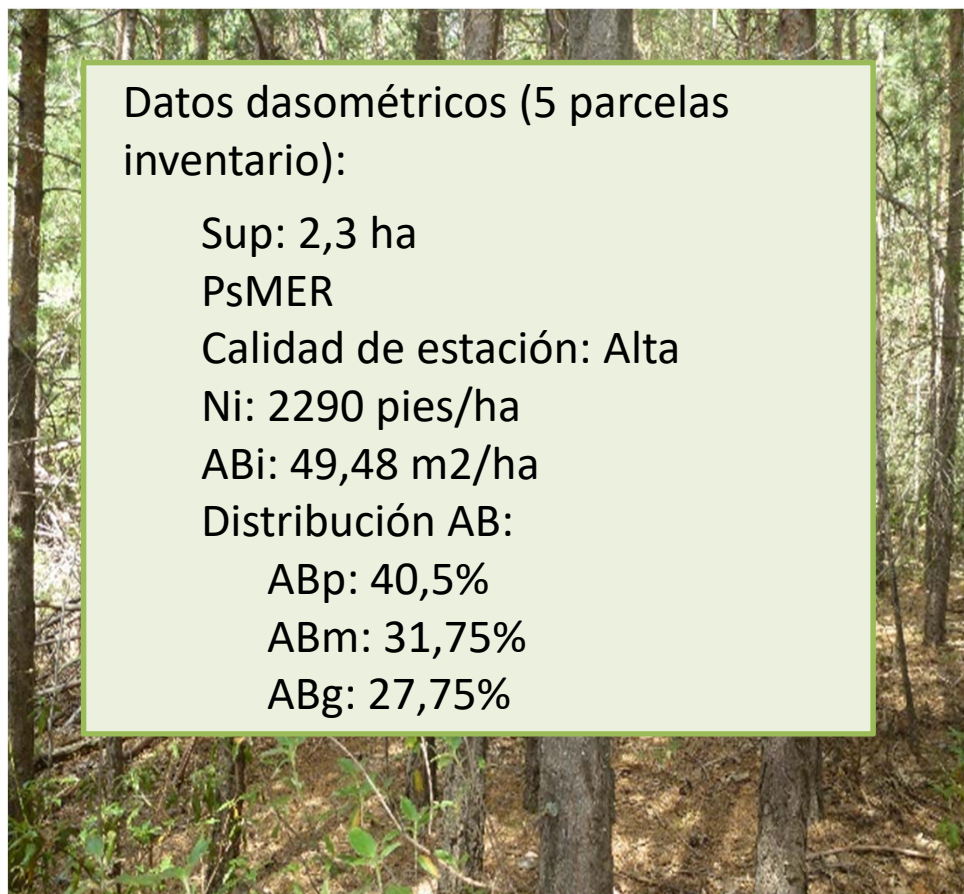 Datos dasométricos (5 parcelas
inventario):
Sup: 2,3 ha
PsMER
Calidad de estación: Alta
Ni: 2290 pies/ha
ABi: 49,48 m2/ha
Distribución AB:
ABp: 40,5%
ABm: 31,75%
ABg: 27,75%